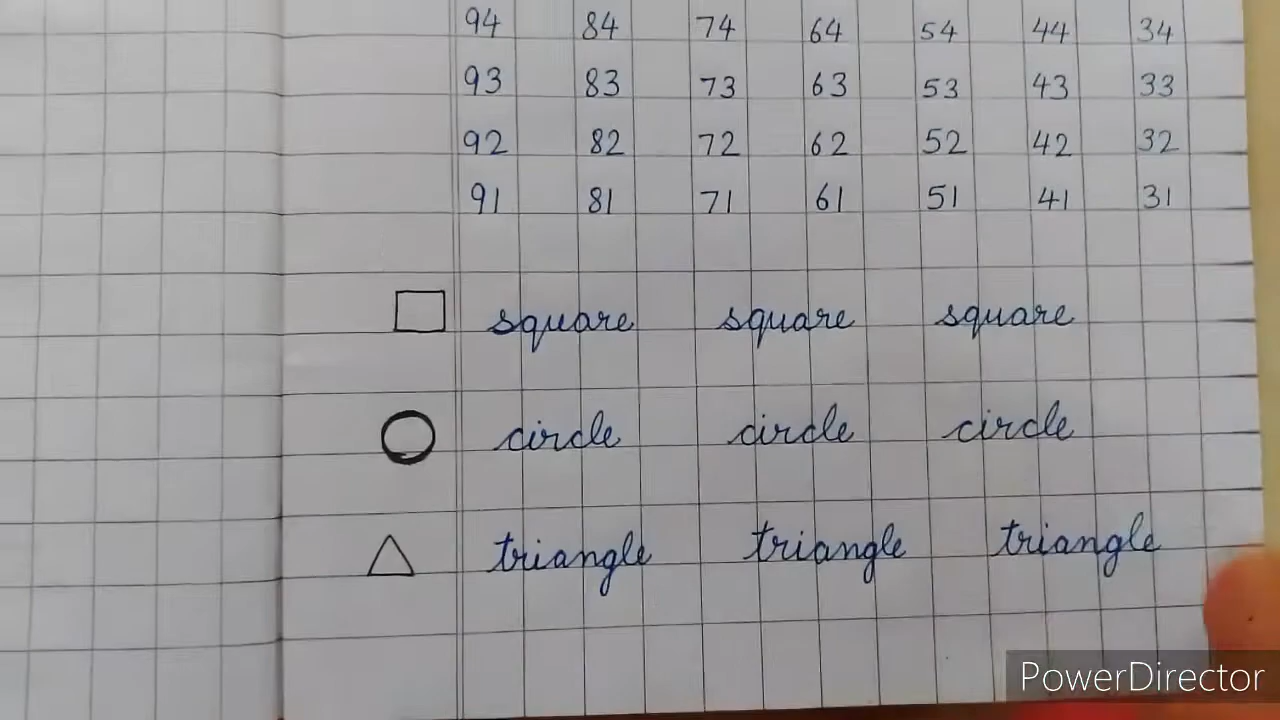 94 84 74 64 54 44 34
93 83 73 63 53 43 33
92 82 72 62 52 42 32
91 81 71 61 51 41 31
square square square
circle circle circle
triangle triangle triangle
PowerDirector